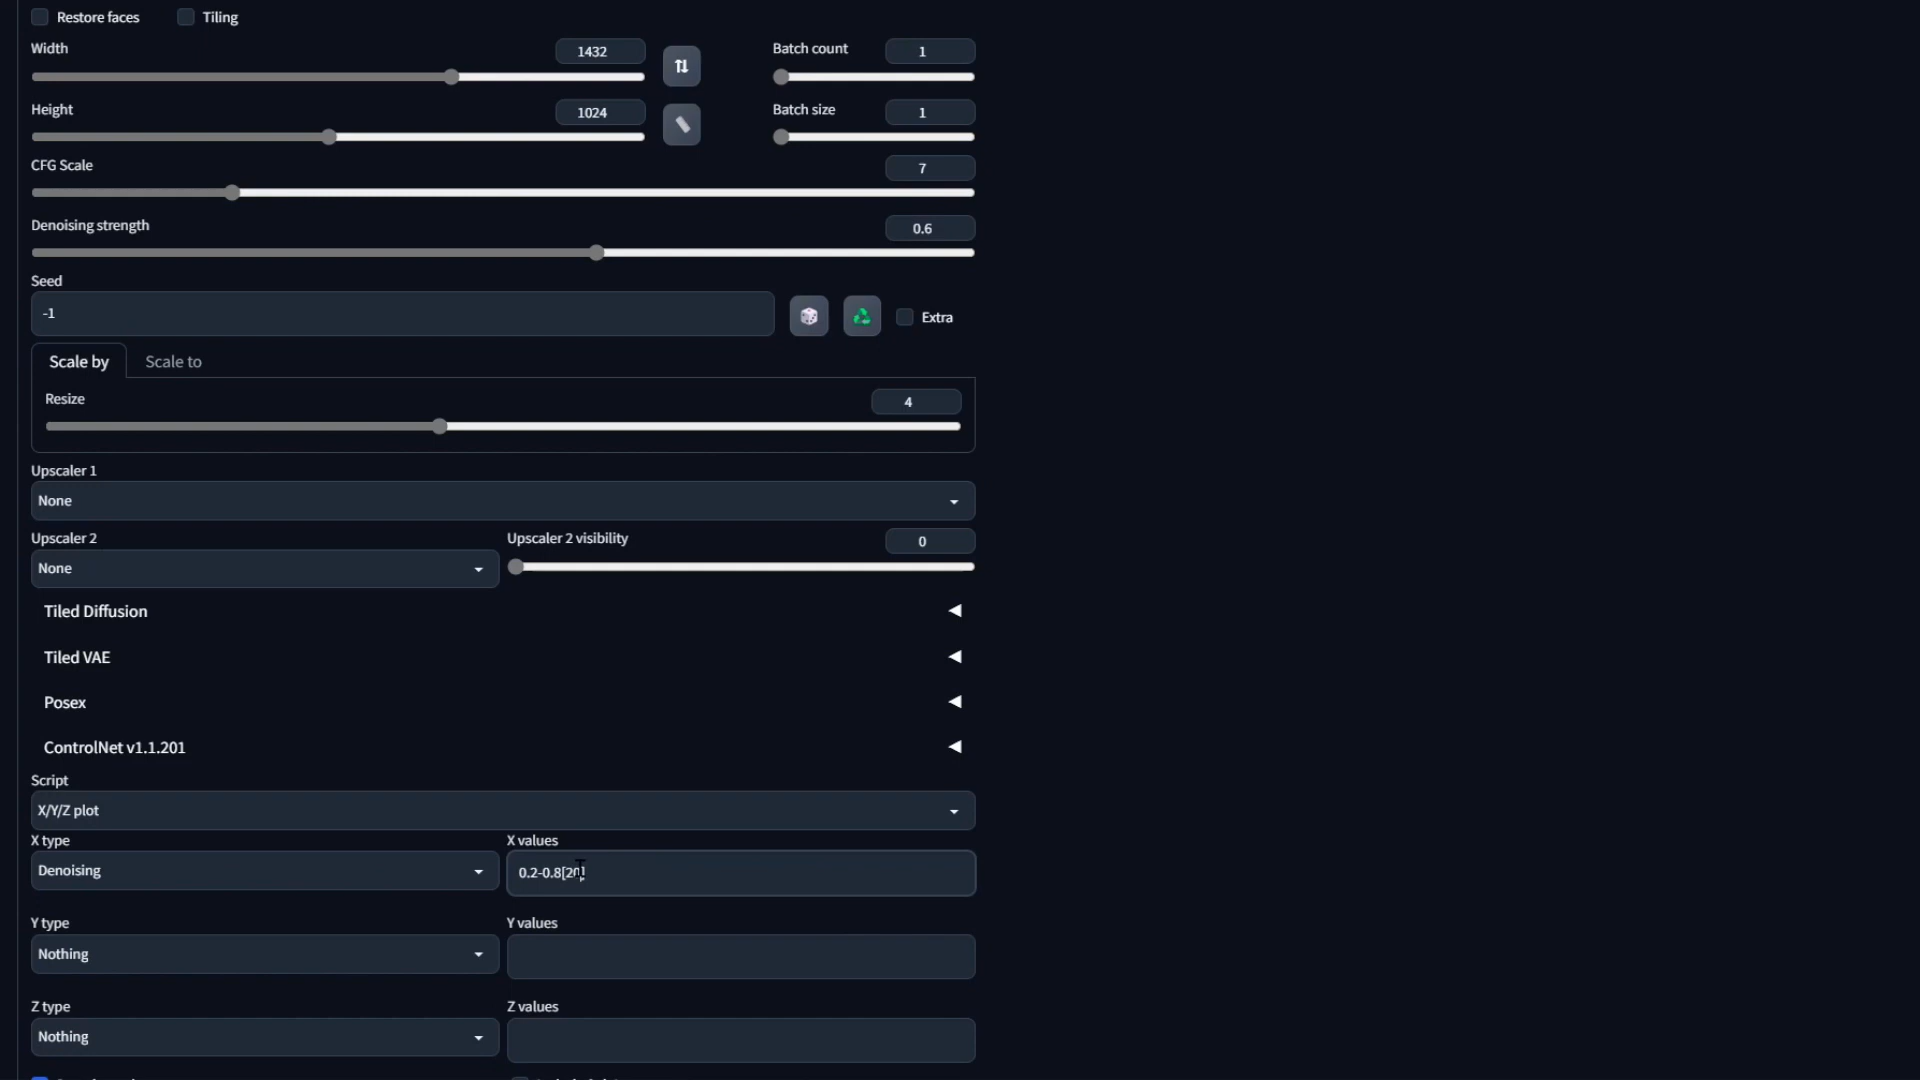 Restore faces
Tiling
Width
1432
Batch count
1
Height
1024
Batch size
1
CFG Scale
7
Denoising strength
0.6
Seed
-1
Extra
Scale by
Scale to
Resize
4
Upscaler 1
None
Upscaler 2
None
Upscaler 2 visibility
0
Tiled Diffusion
Tiled VAE
Posex
ControlNet v1.1.201
Script
X/Y/Z plot
X type
X values
Denoising
0.2-0.8[20]
Y type
Y values
Nothing
Z type
Z values
Nothing